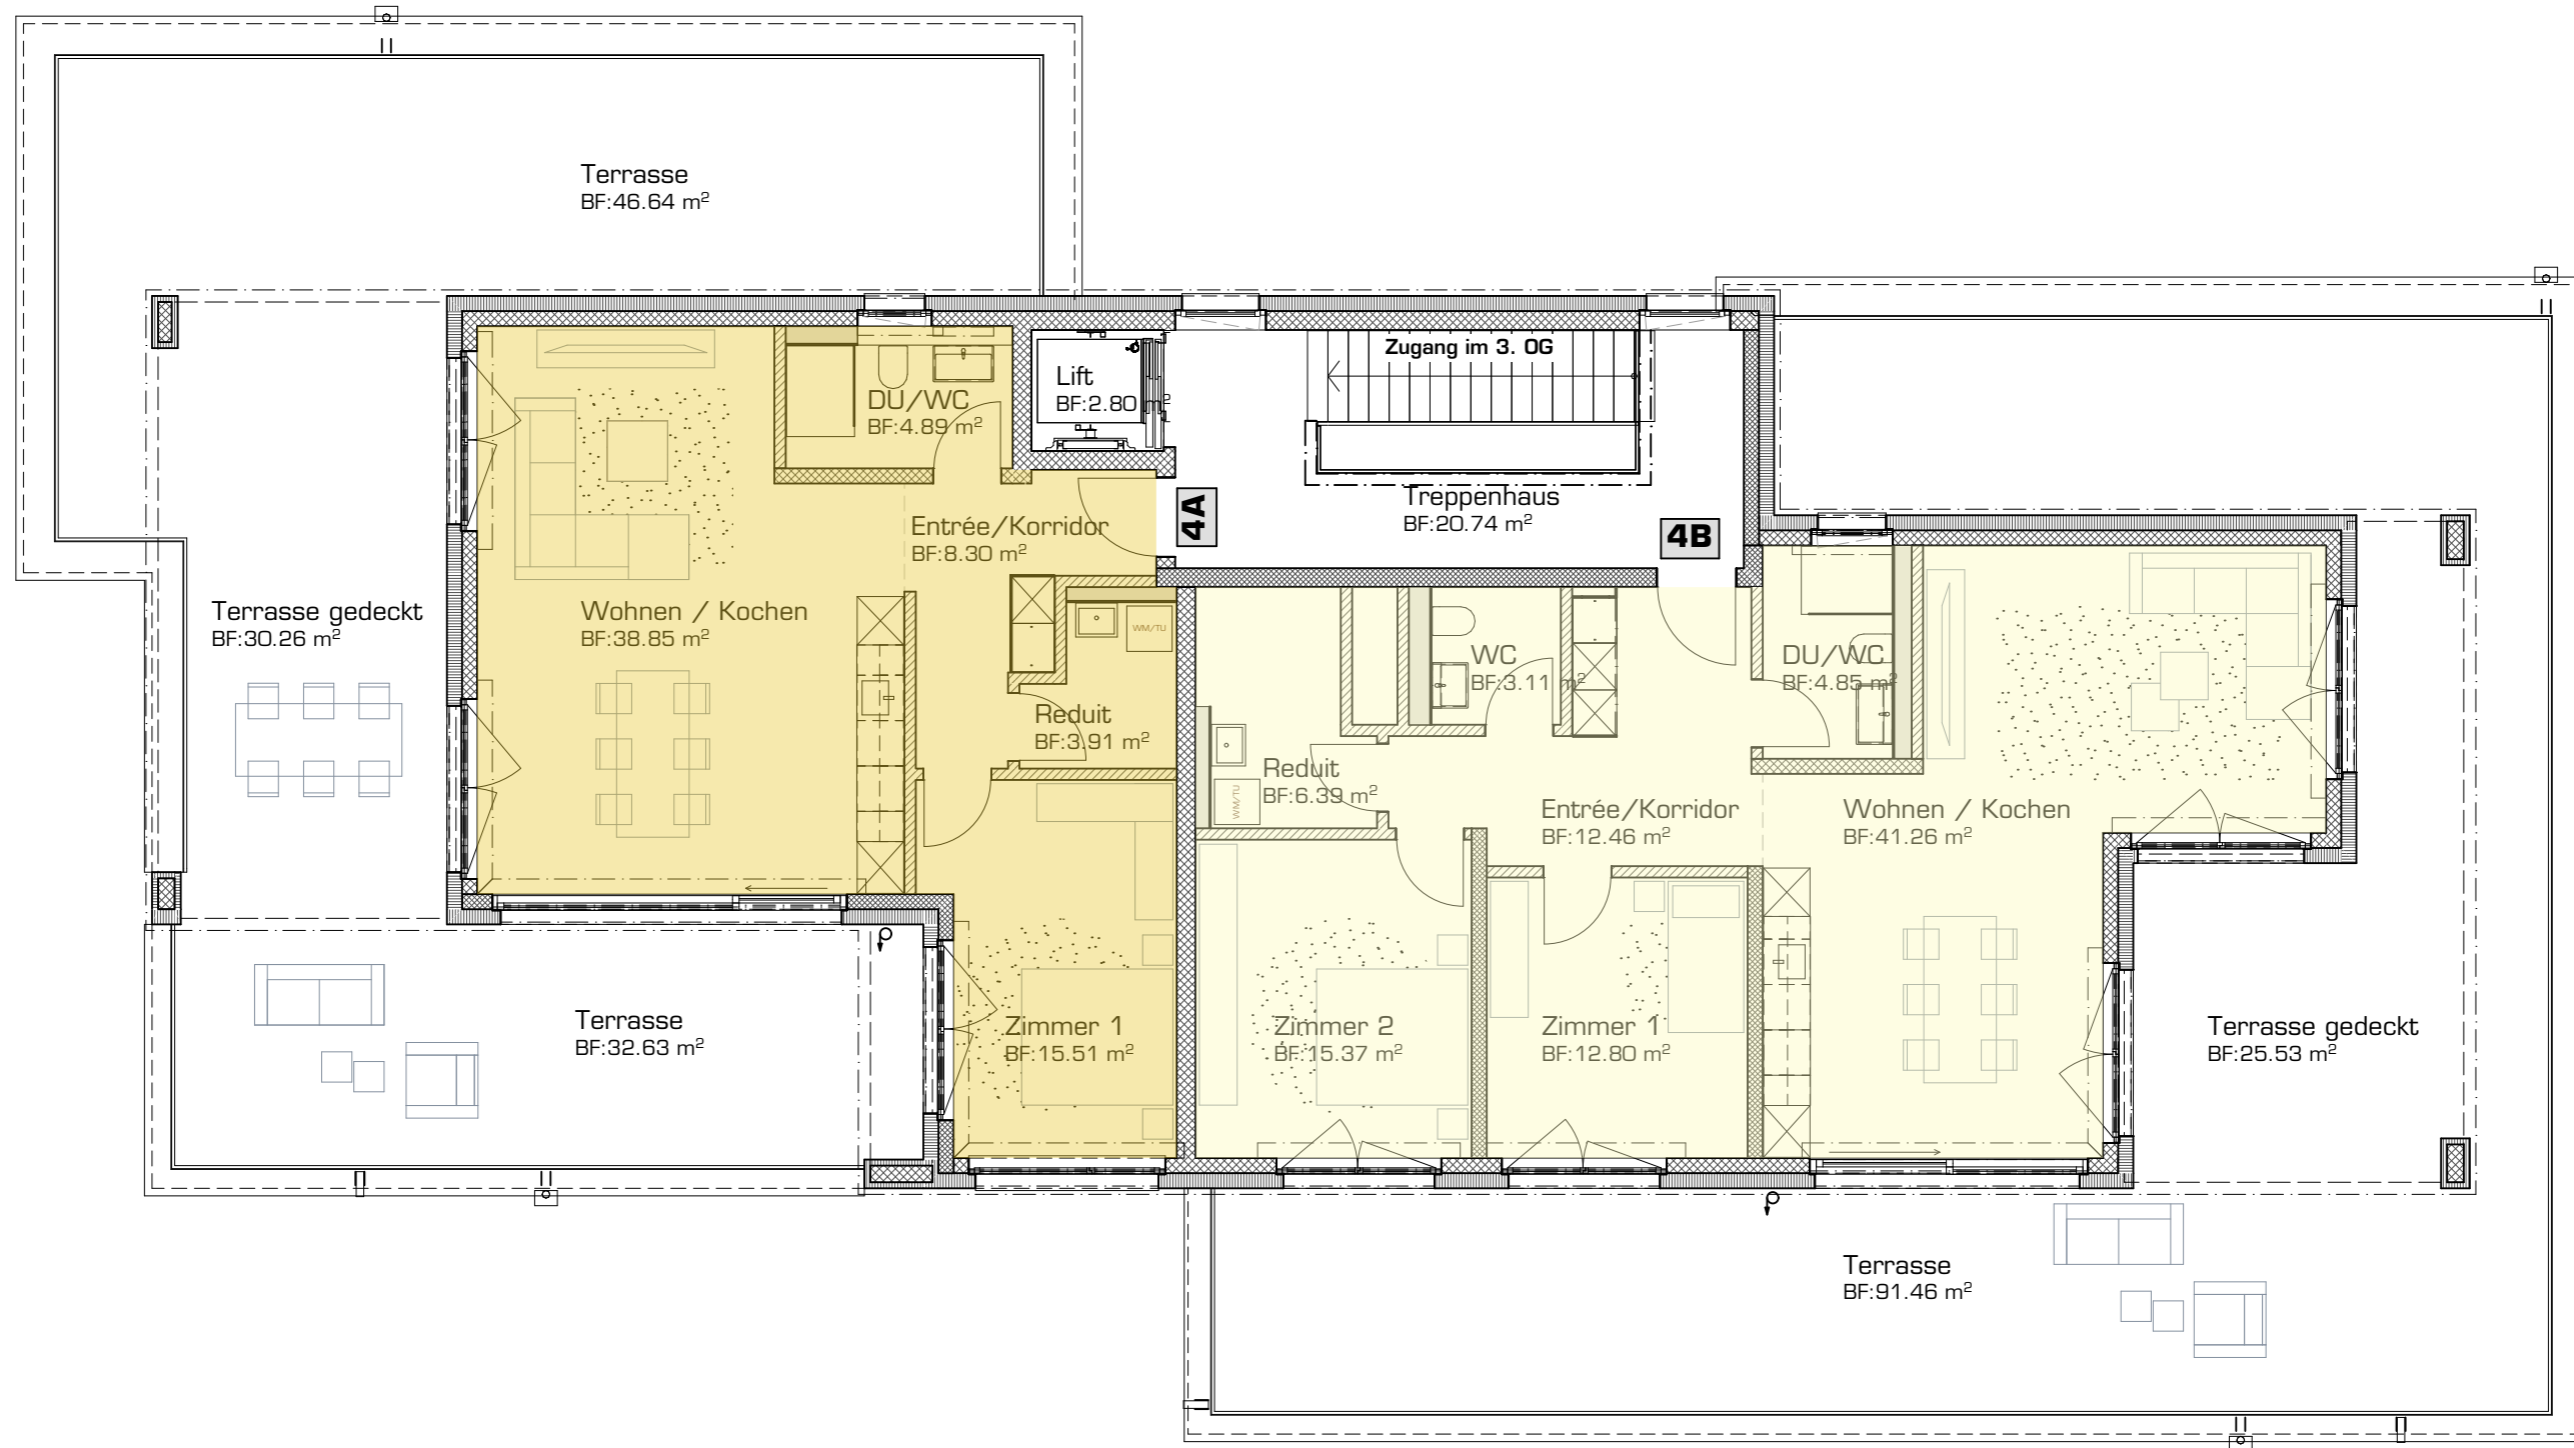 Terrasse
BF:46.64 m²
Zugang im 3. OG
Lift
BF:2.80 m²
DU/WC
BF:4.89 m²
Treppenhaus
BF:20.74 m²
4A
4B
Entrée/Korridor
BF:8.30 m²
Terrasse gedeckt
BF:30.26 m²
Wohnen / Kochen
BF:38.85 m²
WM/TU
WC
BF:3.11 m²
DU/WC
BF:4.85 m²
Reduit
BF:3.91 m²
Reduit
BF:6.39 m²
WM/TU
Entrée/Korridor
BF:12.46 m²
Wohnen / Kochen
BF:41.26 m²
Terrasse
BF:32.63 m²
Zimmer 1
BF:15.51 m²
Zimmer 2
BF:15.37 m²
Zimmer 1
BF:12.80 m²
Terrasse gedeckt
BF:25.53 m²
Terrasse
BF:91.46 m²